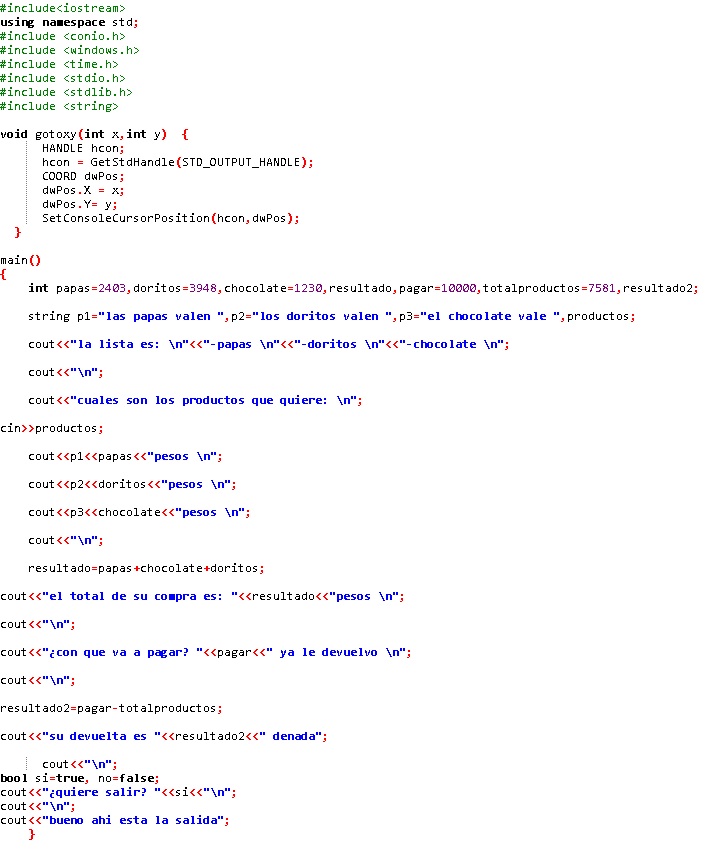 #include<iostream>
using namespace std;
#include <conio.h>
#include <windows.h>
#include <time.h>
#include <stdio.h>
#include <stdlib.h>
#include <string>
void gotoxy(int x,int y)  {
HANDLE hcon;
hcon = GetStdHandle(STD_OUTPUT_HANDLE);
COORD dwPos;
dwPos.X = x;
dwPos.Y= y;
SetConsoleCursorPosition(hcon,dwPos);
}
main()
{
int papas=2403,doritos=3948,chocolate=1230,resultado,pagar=10000,totalproductos=7581,resultado2;
string p1="las papas valen ",p2="los doritos valen ",p3="el chocolate vale ",productos;
cout<<"la lista es: \n"<<"-papas \n"<<"-doritos \n"<<"-chocolate \n";
cout<<"\n";
cout<<"cuales son los productos que quiere: \n";
cin>>productos;
cout<<p1<<papas<<"pesos \n";
cout<<p2<<doritos<<"pesos \n";
cout<<p3<<chocolate<<"pesos \n";
cout<<"\n";
resultado=papas+chocolate+doritos;
cout<<"el total de su compra es: "<<resultado<<"pesos \n";
cout<<"\n";
cout<<"¿con que va a pagar? "<<pagar<<" ya le devuelvo \n";
cout<<"\n";
resultado2=pagar-totalproductos;
cout<<"su devuelta es "<<resultado2<<" denada";
cout<<"\n";
bool si=true, no=false;
cout<<"¿quiere salir? "<<si<<"\n";
cout<<"\n";
cout<<"bueno ahi esta la salida";
}